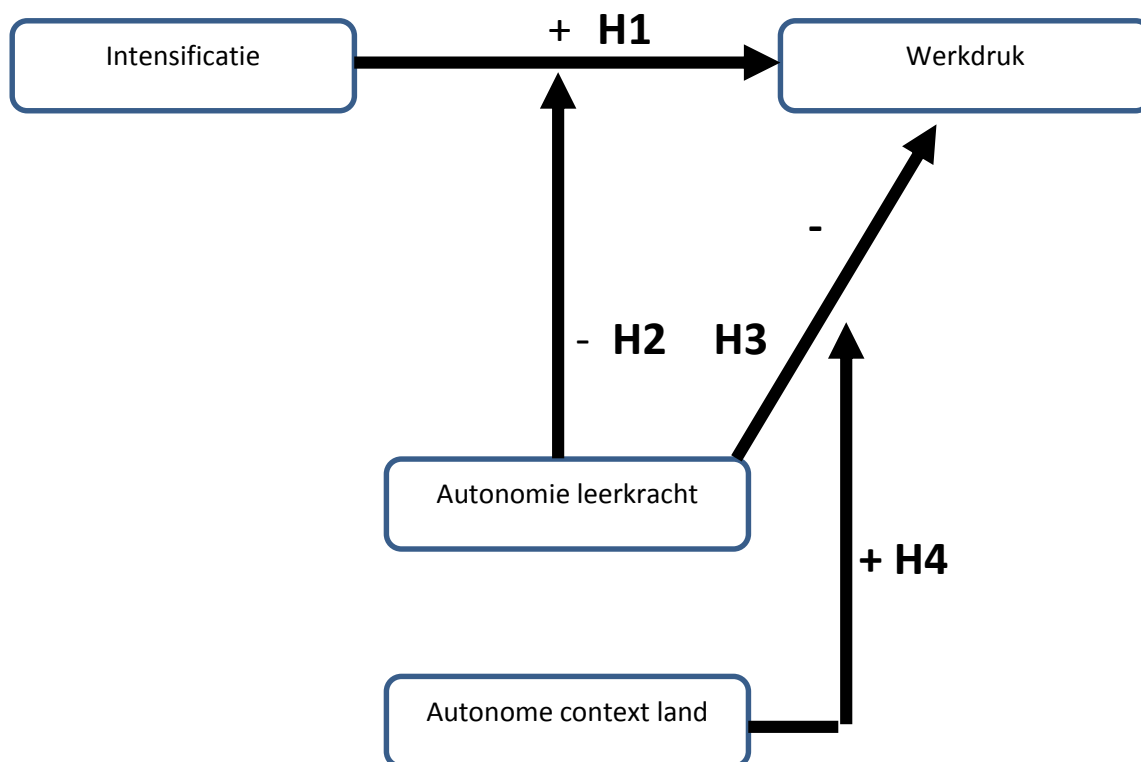 + H1
Intensificatie
Werkdruk
-
- H2
H3
Autonomie leerkracht
+ H4
Autonome context land